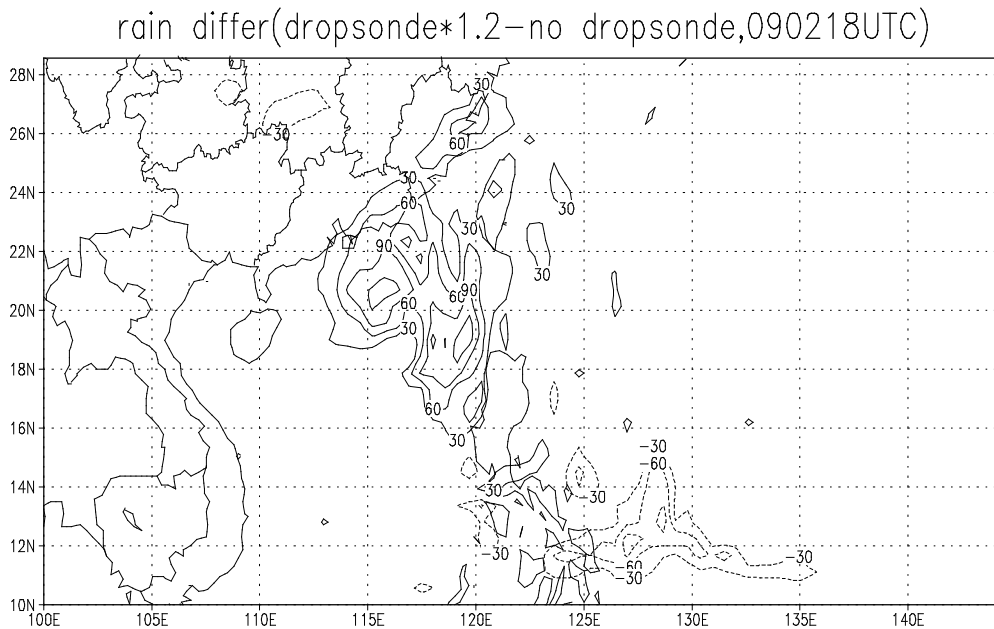 rain differ(dropsonde*1.2−no dropsonde,090218UTC)
28N
30
−30
26N
60
30
24N
60
30
30
22N
90
30
20N
60
90
60
30
18N
60
16N
30
−30
−60
14N
−30
−30
12N
−30
−30
−60
−30
10N
100E 105E 110E 115E 120E 125E 130E 135E 140E